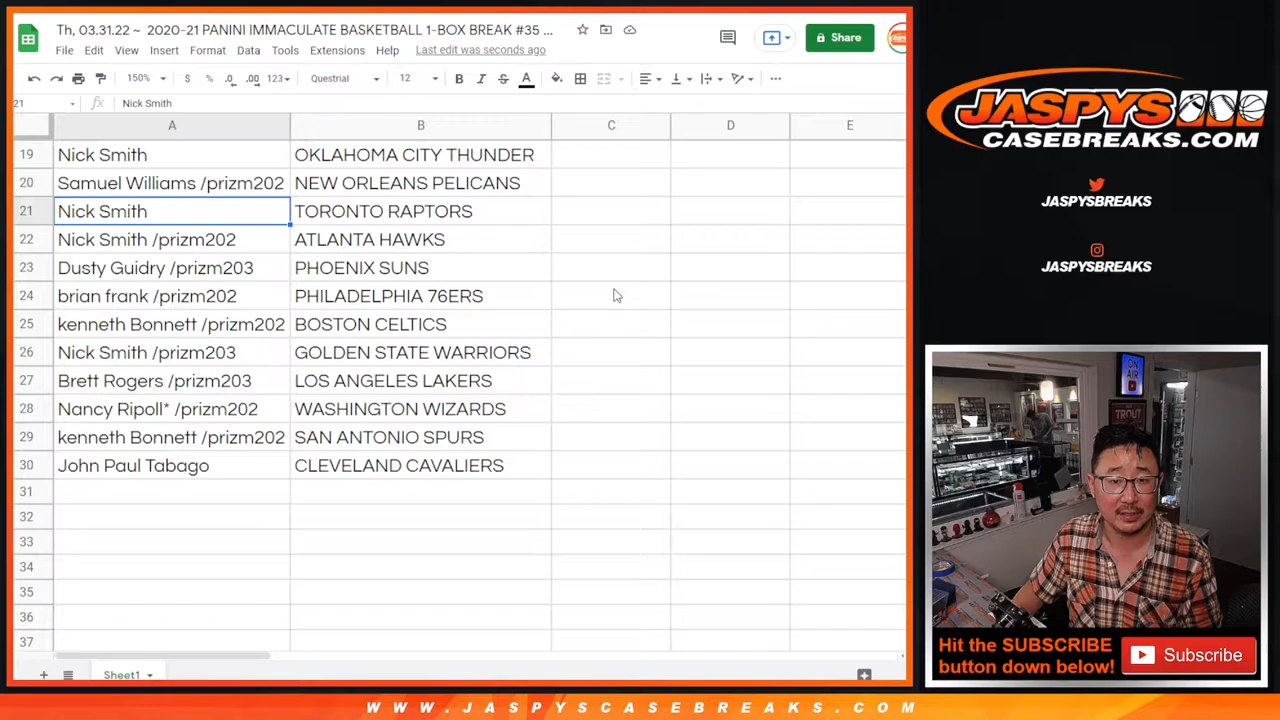 Th, 03.31.22 ~ 2020-21 PANINI IMMACULATE BASKETBALL 1-BOX BREAK #35 ...
File Edit View Insert Format Data Tools Extensions Help Last edit was seconds ago
Share
150% $ % .0 .00 123 Questrial 12 B I S A
21 fx Nick Smith
A B C D E
19 Nick Smith OKLAHOMA CITY THUNDER
20 Samuel Williams /prizm202 NEW ORLEANS PELICANS
21 Nick Smith TORONTO RAPTORS
22 Nick Smith /prizm202 ATLANTA HAWKS
23 Dusty Guidry /prizm203 PHOENIX SUNS
24 brian frank /prizm202 PHILADELPHIA 76ERS
25 kenneth Bonnett /prizm202 BOSTON CELTICS
26 Nick Smith /prizm203 GOLDEN STATE WARRIORS
27 Brett Rogers /prizm203 LOS ANGELES LAKERS
28 Nancy Ripoll* /prizm202 WASHINGTON WIZARDS
29 kenneth Bonnett /prizm202 SAN ANTONIO SPURS
30 John Paul Tabago CLEVELAND CAVALIERS
31
32
33
34
35
36
37
Sheet1
JASPYS
CASEBREAKS.COM
JASPYSBREAKS
JASPYSBREAKS
ON AIR
TROUT
Hit the SUBSCRIBE
button down below!
Subscribe
WWW.JASPYSCASEBREAKS.COM